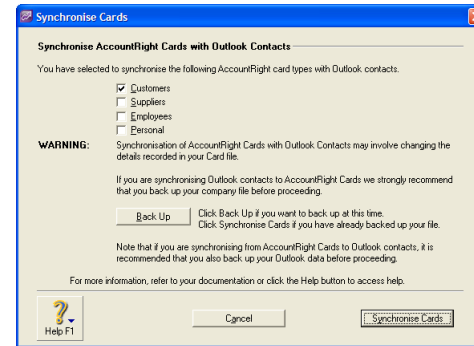 Synchronise Cards
Synchronise AccountRight Cards with Outlook Contacts
You have selected to synchronise the following AccountRight card types with Outlook contacts.
Customers
Suppliers
Employees
Personal
WARNING: Synchronisation of AccountRight Cards with Outlook Contacts may involve changing the
details recorded in your Card file.
If you are synchronising Outlook contacts to AccountRight Cards we strongly recommend
that you back up your company file before proceeding.
Back Up
Click Back Up if you want to back up at this time.
Click Synchronise Cards if you have already backed up your file.
Note that if you are synchronising from AccountRight Cards to Outlook contacts, it is
recommended that you also back up your Outlook data before proceeding.
For more information, refer to your documentation or click the Help button to access help.
Help F1
Cancel
Synchronise Cards